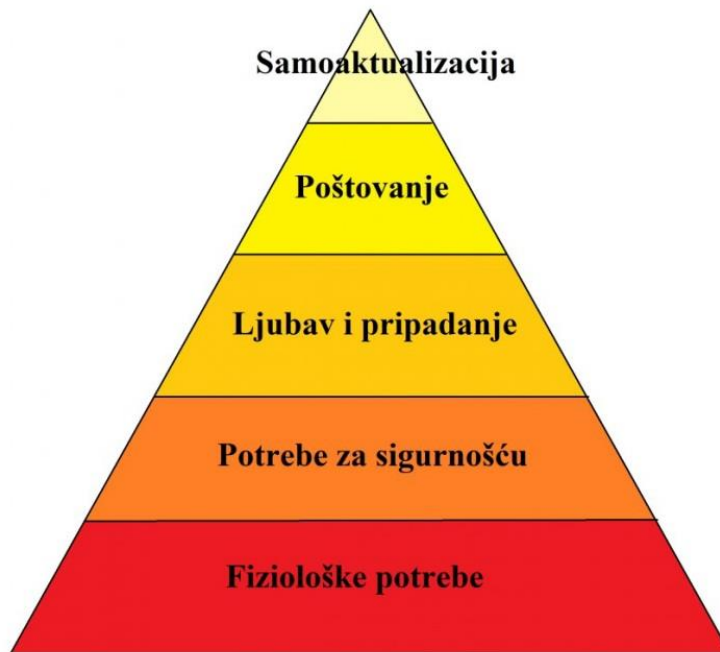 Samoaktualizacija
Poštovanje
Ljubav i pripadanje
Potrebe za sigurnošću
Fiziološke potrebe